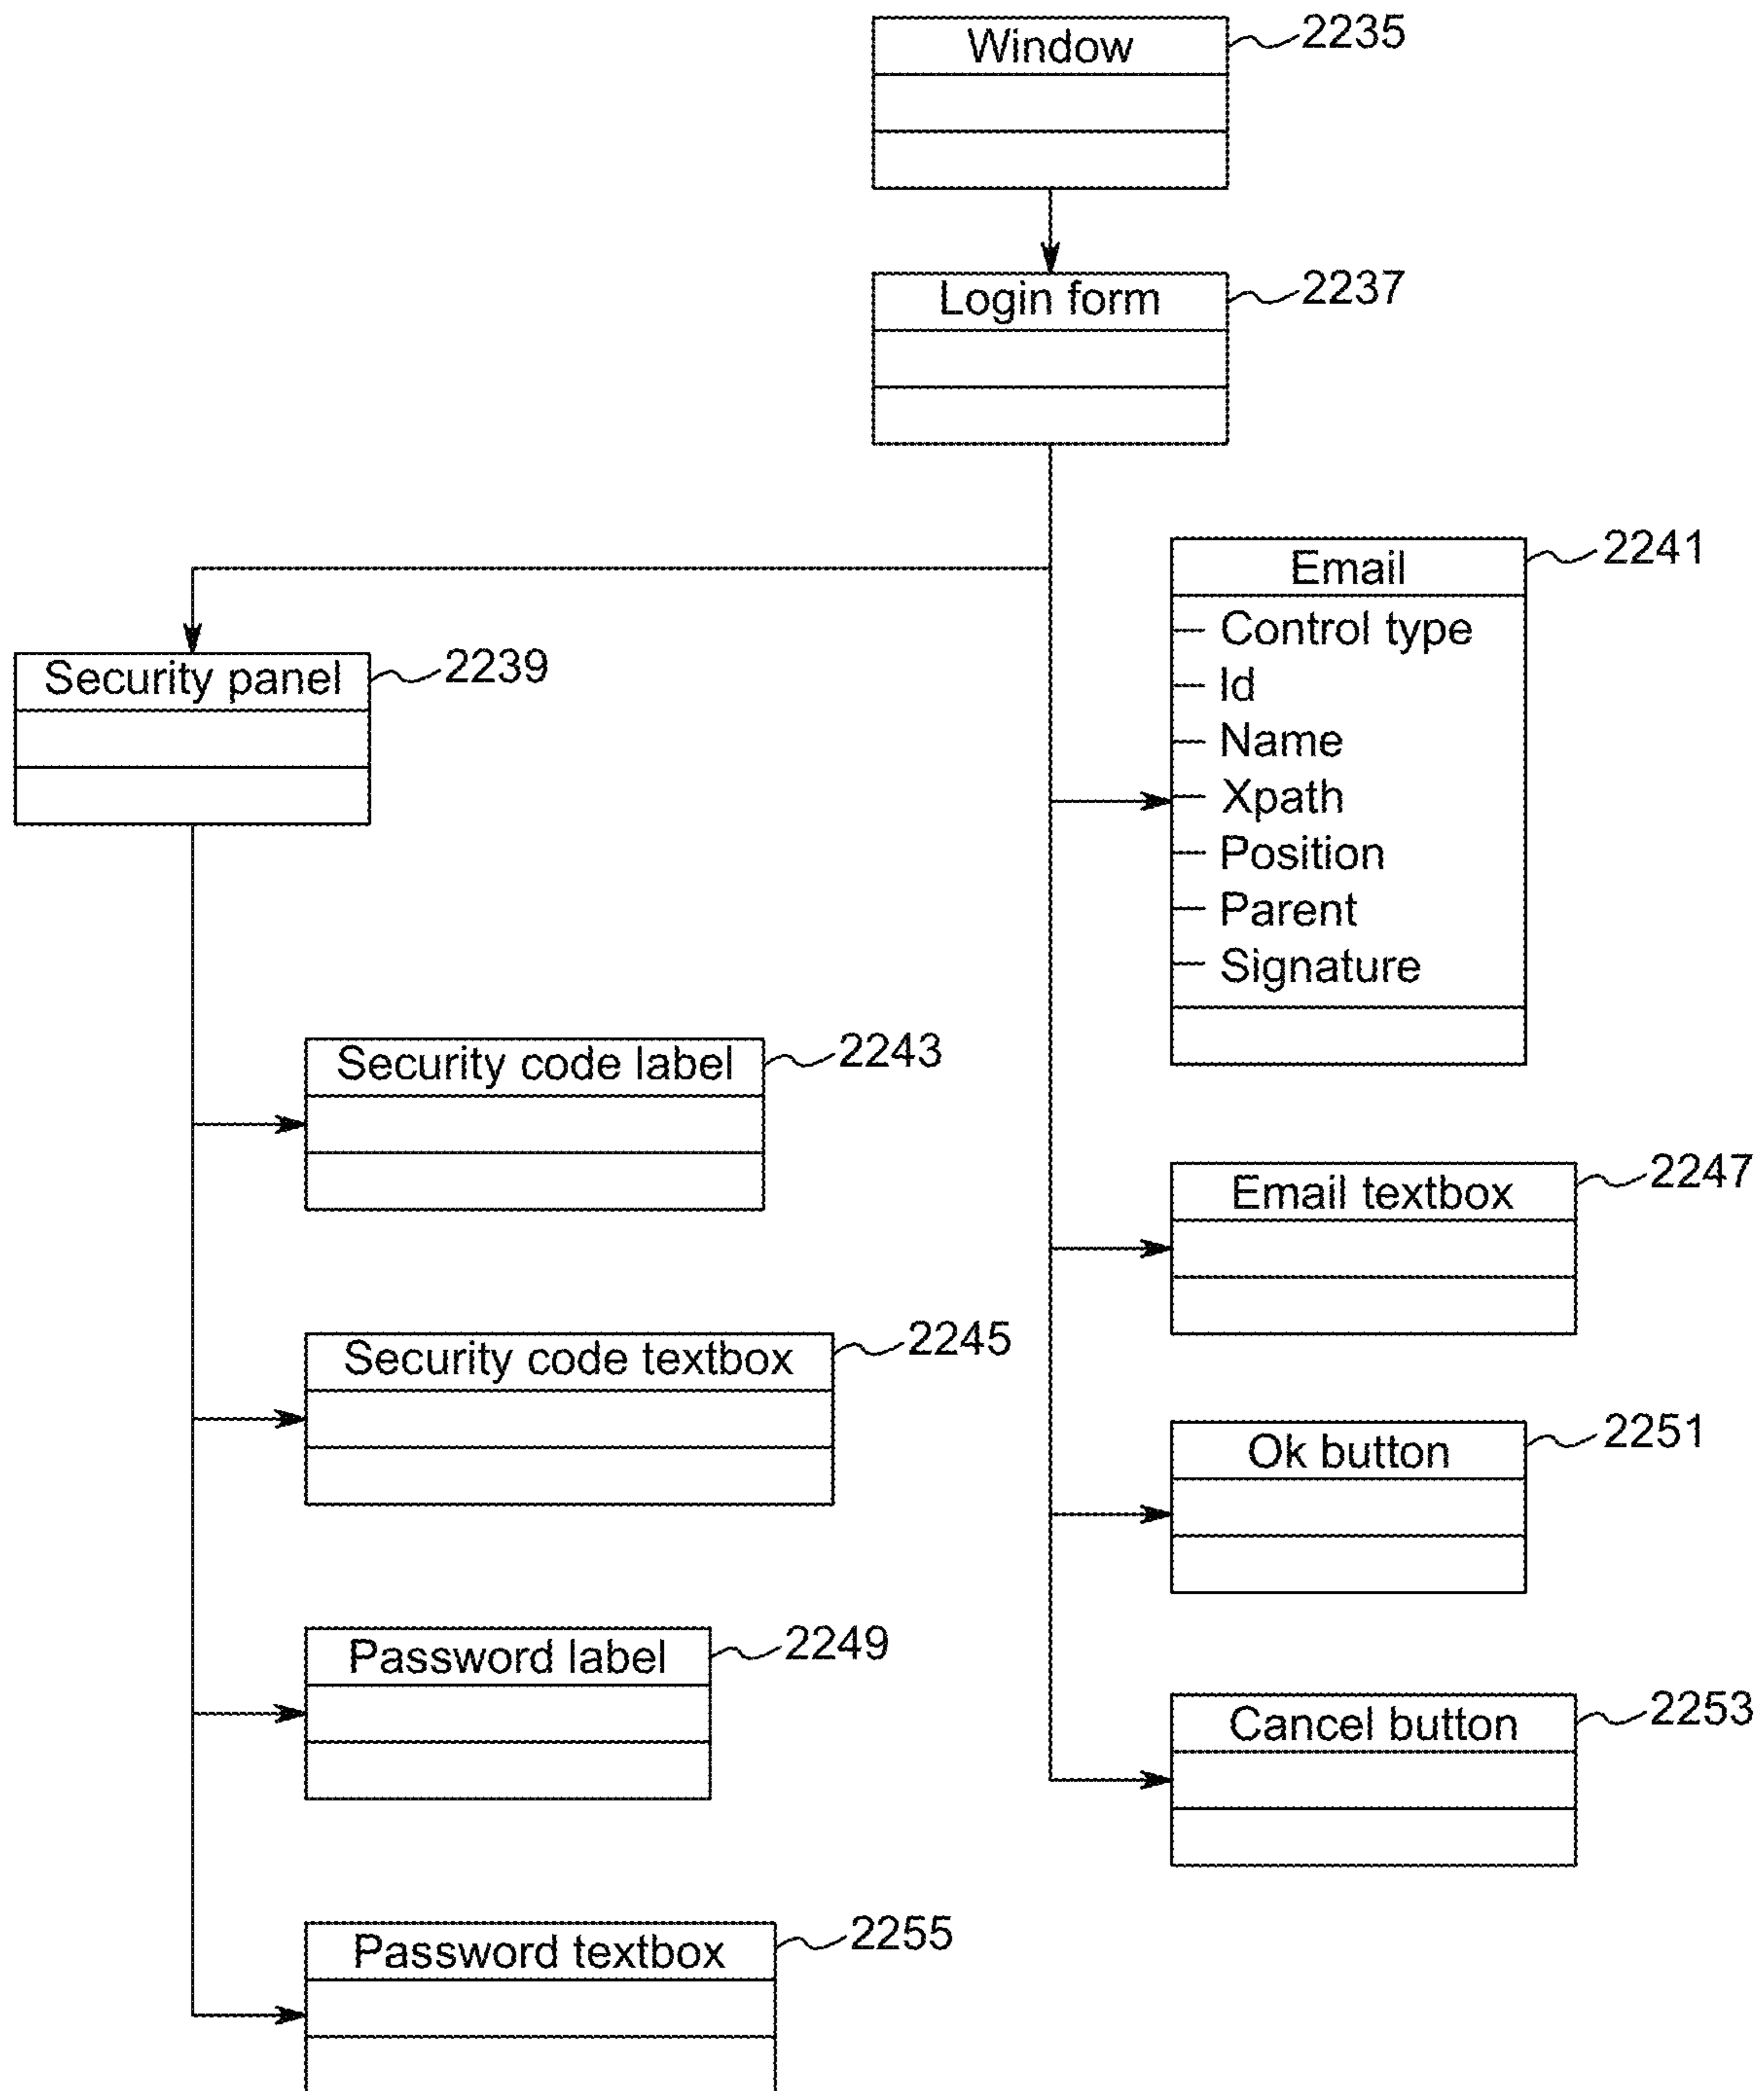 Window
2235
Login form
2237
Email
2241
Control type
Id
Name
Xpath
Position
Parent
Signature
Security panel
2239
Security code label
2243
Email textbox
2247
Security code textbox
2245
Ok button
2251
Password label
2249
Cancel button
2253
Password textbox
2255